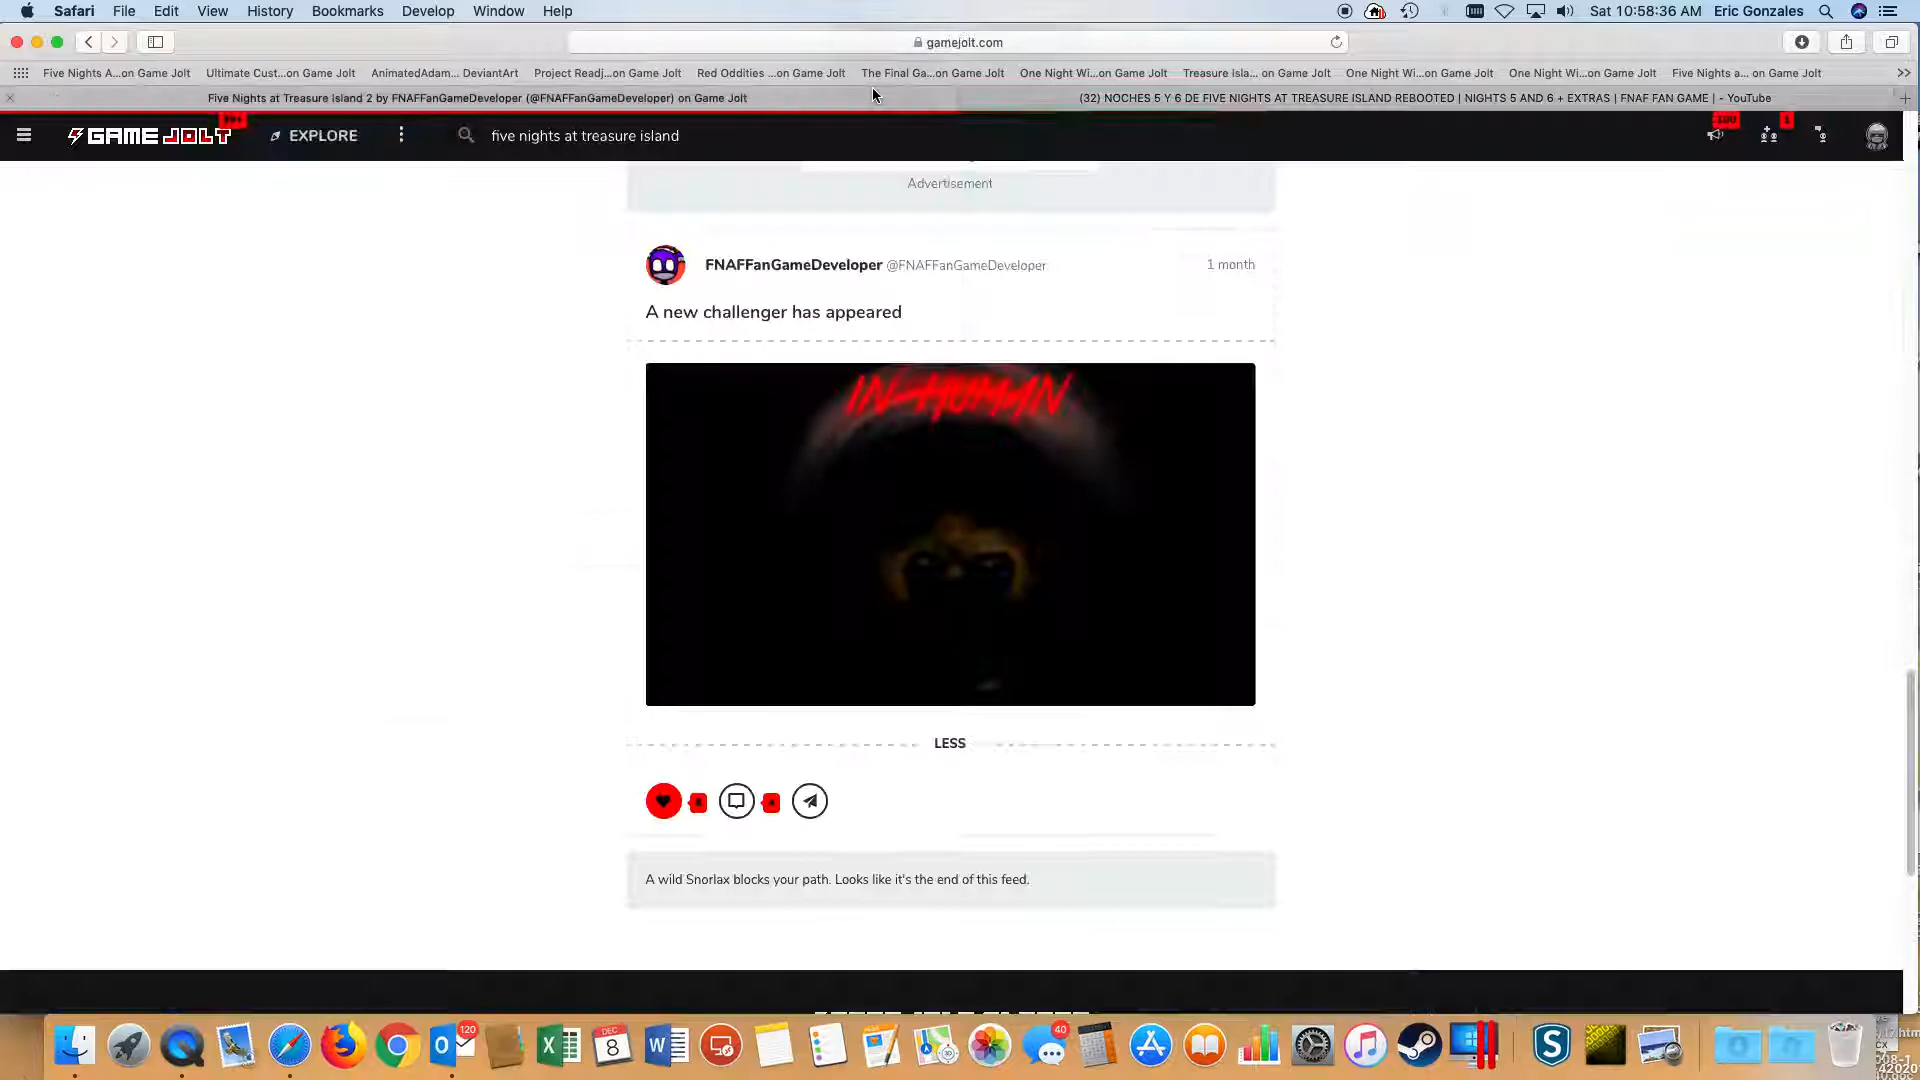 Safari File Edit View History Bookmarks Develop Window Help Sat 10:58:36 AM Eric Gonzales
gamejolt.com
Five Nights A...on Game Jolt Ultimate Cust...on Game Jolt AnimatedAdam... DeviantArt Project Readj...on Game Jolt Red Oddities ...on Game Jolt The Final Ga...on Game Jolt One Night Wi...on Game Jolt Treasure Isla... on Game Jolt One Night Wi...on Game Jolt One Night Wi...on Game Jolt Five Nights a... on Game Jolt
Five Nights at Treasure Island 2 by FNAFFanGameDeveloper (@FNAFFanGameDeveloper) on Game Jolt (32) NOCHES 5 Y 6 DE FIVE NIGHTS AT TREASURE ISLAND REBOOTED | NIGHTS 5 AND 6 + EXTRAS | FNAF FAN GAME | - YouTube
GAME JOLT 99+ EXPLORE five nights at treasure island 100 1
Advertisement
FNAFFanGameDeveloper @FNAFFanGameDeveloper 1 month
A new challenger has appeared
IN-HUMAN
LESS
A wild Snorlax blocks your path. Looks like it's the end of this feed.
120 DEC 8 40